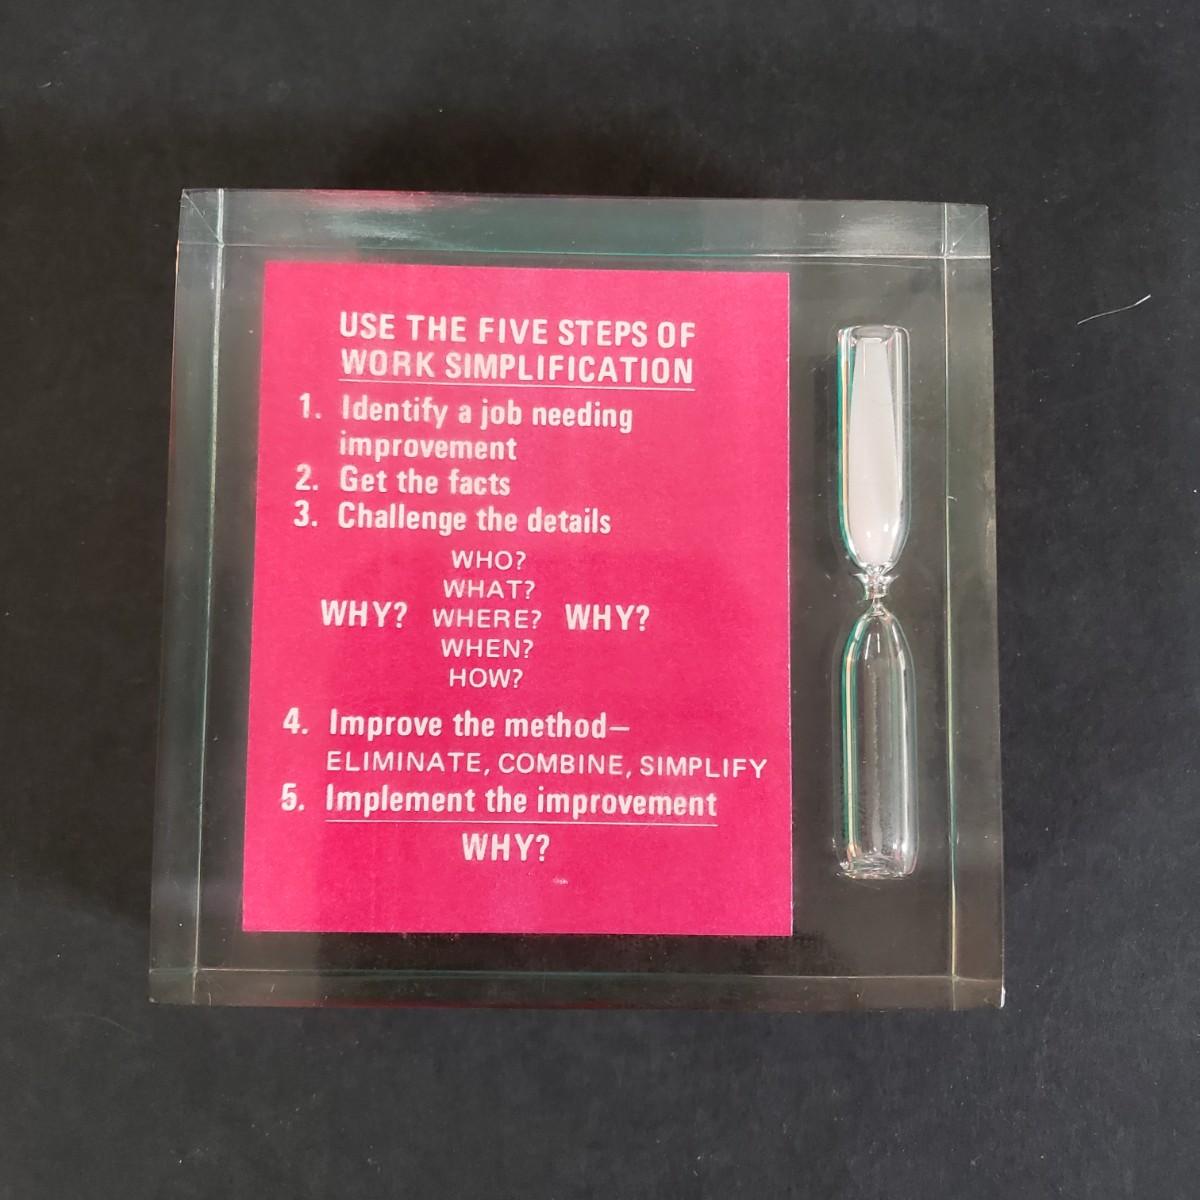 USE THE FIVE STEPS OF
WORK SIMPLIFICATION
1. Identify a job needing
improvement
2. Get the facts
3. Challenge the details
WHO?
WHAT?
WHY? WHERE? WHY?
WHEN?
HOW?
4. Improve the method—
ELIMINATE, COMBINE, SIMPLIFY
5. Implement the improvement
WHY?